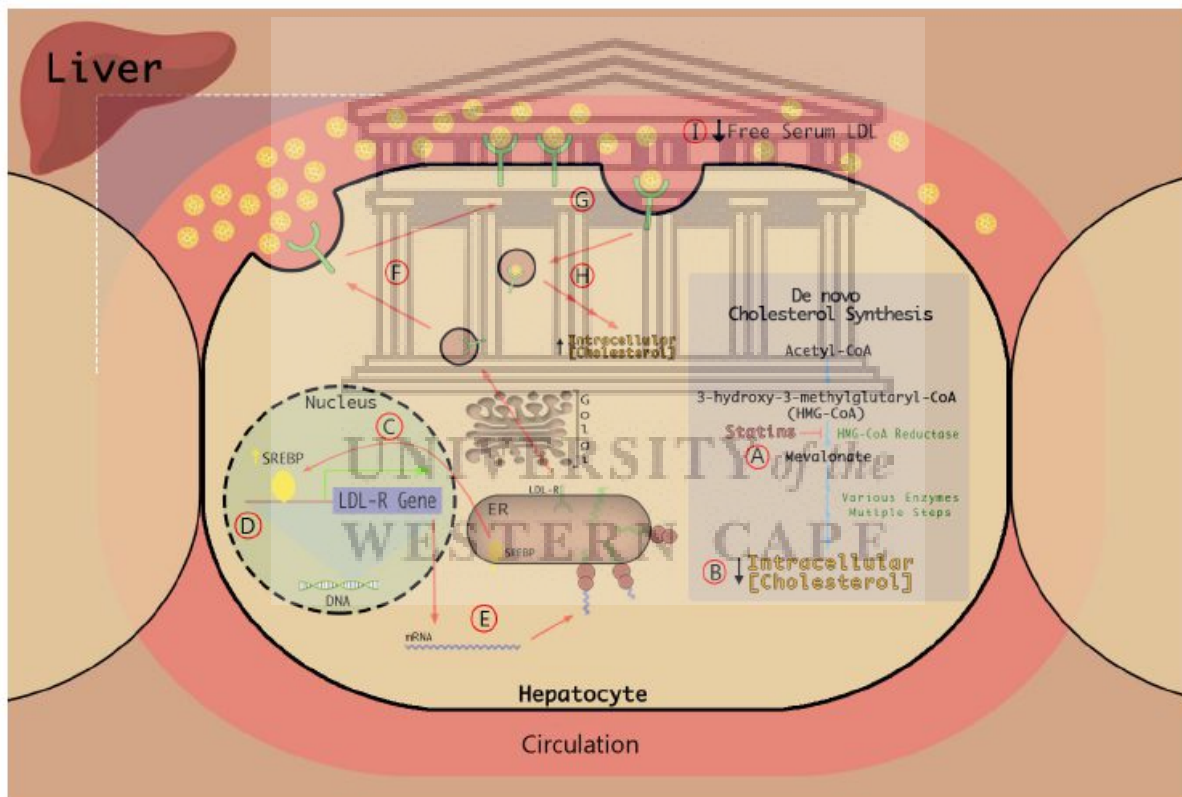 Liver
I ↓Free Serum LDL
G
F
H
↑ Intracellular
[Cholesterol]
De novo
Cholesterol Synthesis
Acetyl-CoA
3-hydroxy-3-methylglutaryl-CoA
(HMG-CoA)
Statins
HMG-CoA Reductase
A
Mevalonate
Various Enzymes
Mutiple Steps
B ↓ Intracellular
[Cholesterol]
Nucleus
C
↑SREBP
LDL-R Gene
D
DNA
Golgi
LDL-R
ER
SREBP
E
mRNA
UNIVERSITY of the
WESTERN CAPE
Hepatocyte
Circulation